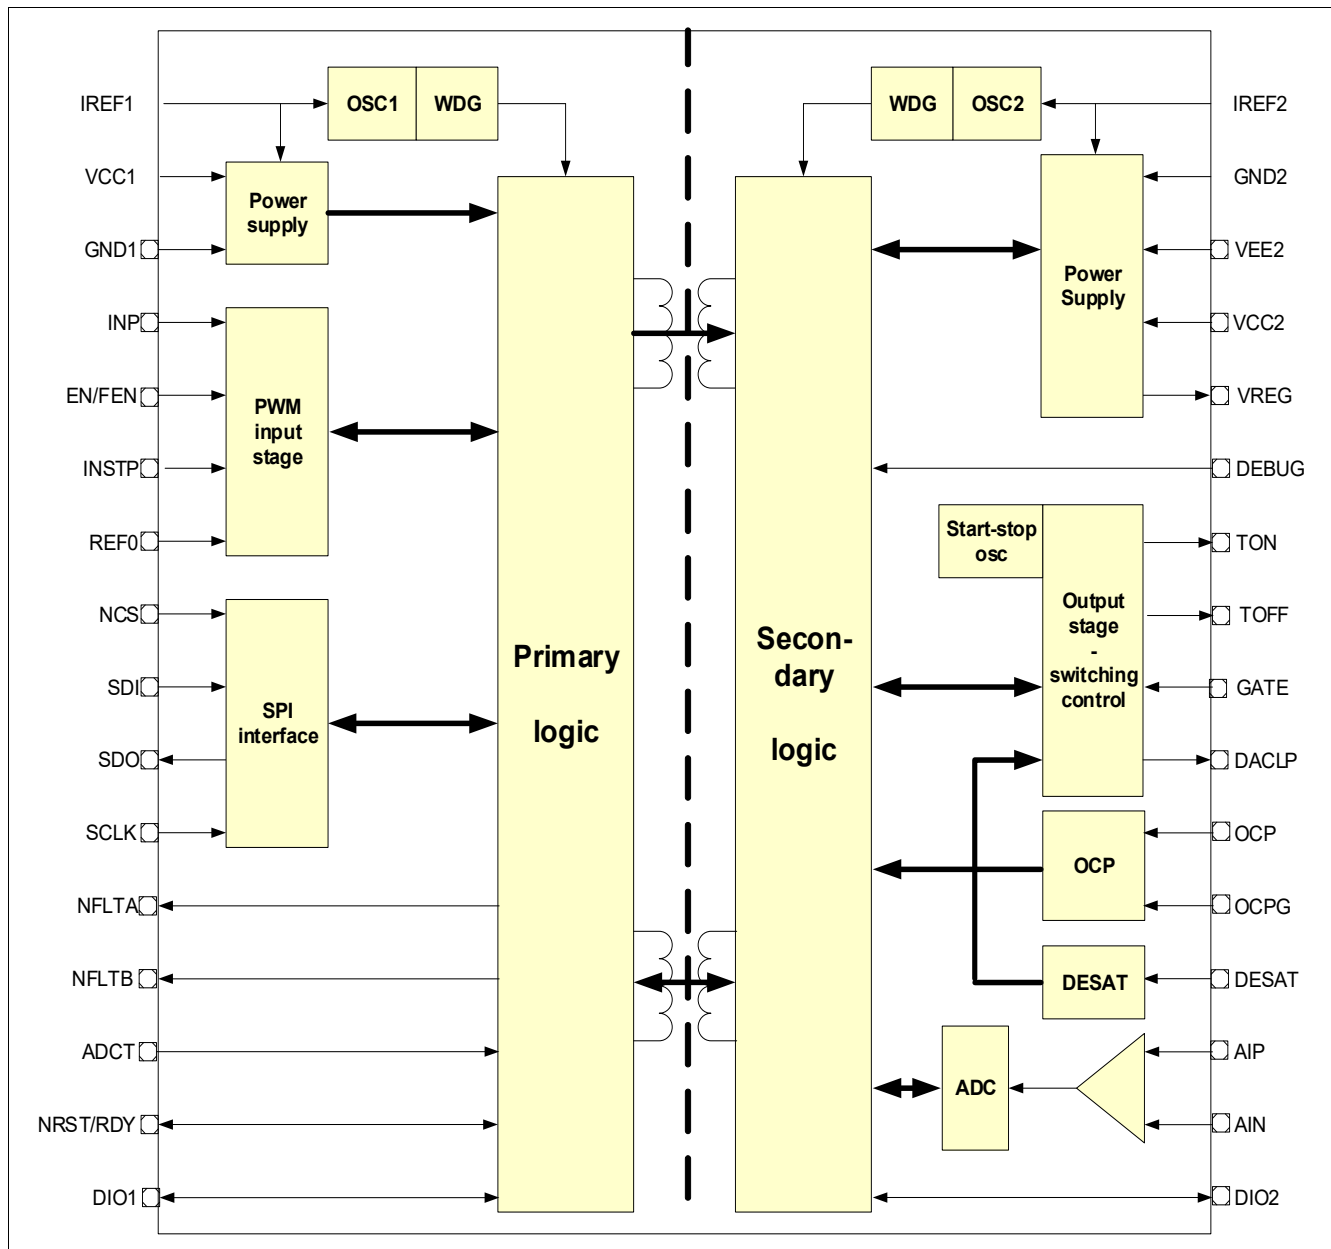 IREF1
OSC1
WDG
WDG
OSC2
IREF2
VCC1
Power
supply
GND2
GND1
VEE2
Power
Supply
INP
VCC2
EN/FEN
PWM
input
stage
VREG
INSTP
DEBUG
REF0
Start-stop
osc
TON
NCS
Output
stage
-
switching
control
TOFF
Primary
logic
Secon-
dary
logic
SDI
GATE
SPI
interface
SDO
DACLP
SCLK
OCP
OCP
NFLTA
OCPG
NFLTB
DESAT
DESAT
ADCT
AIP
ADC
NRST/RDY
AIN
DIO1
DIO2